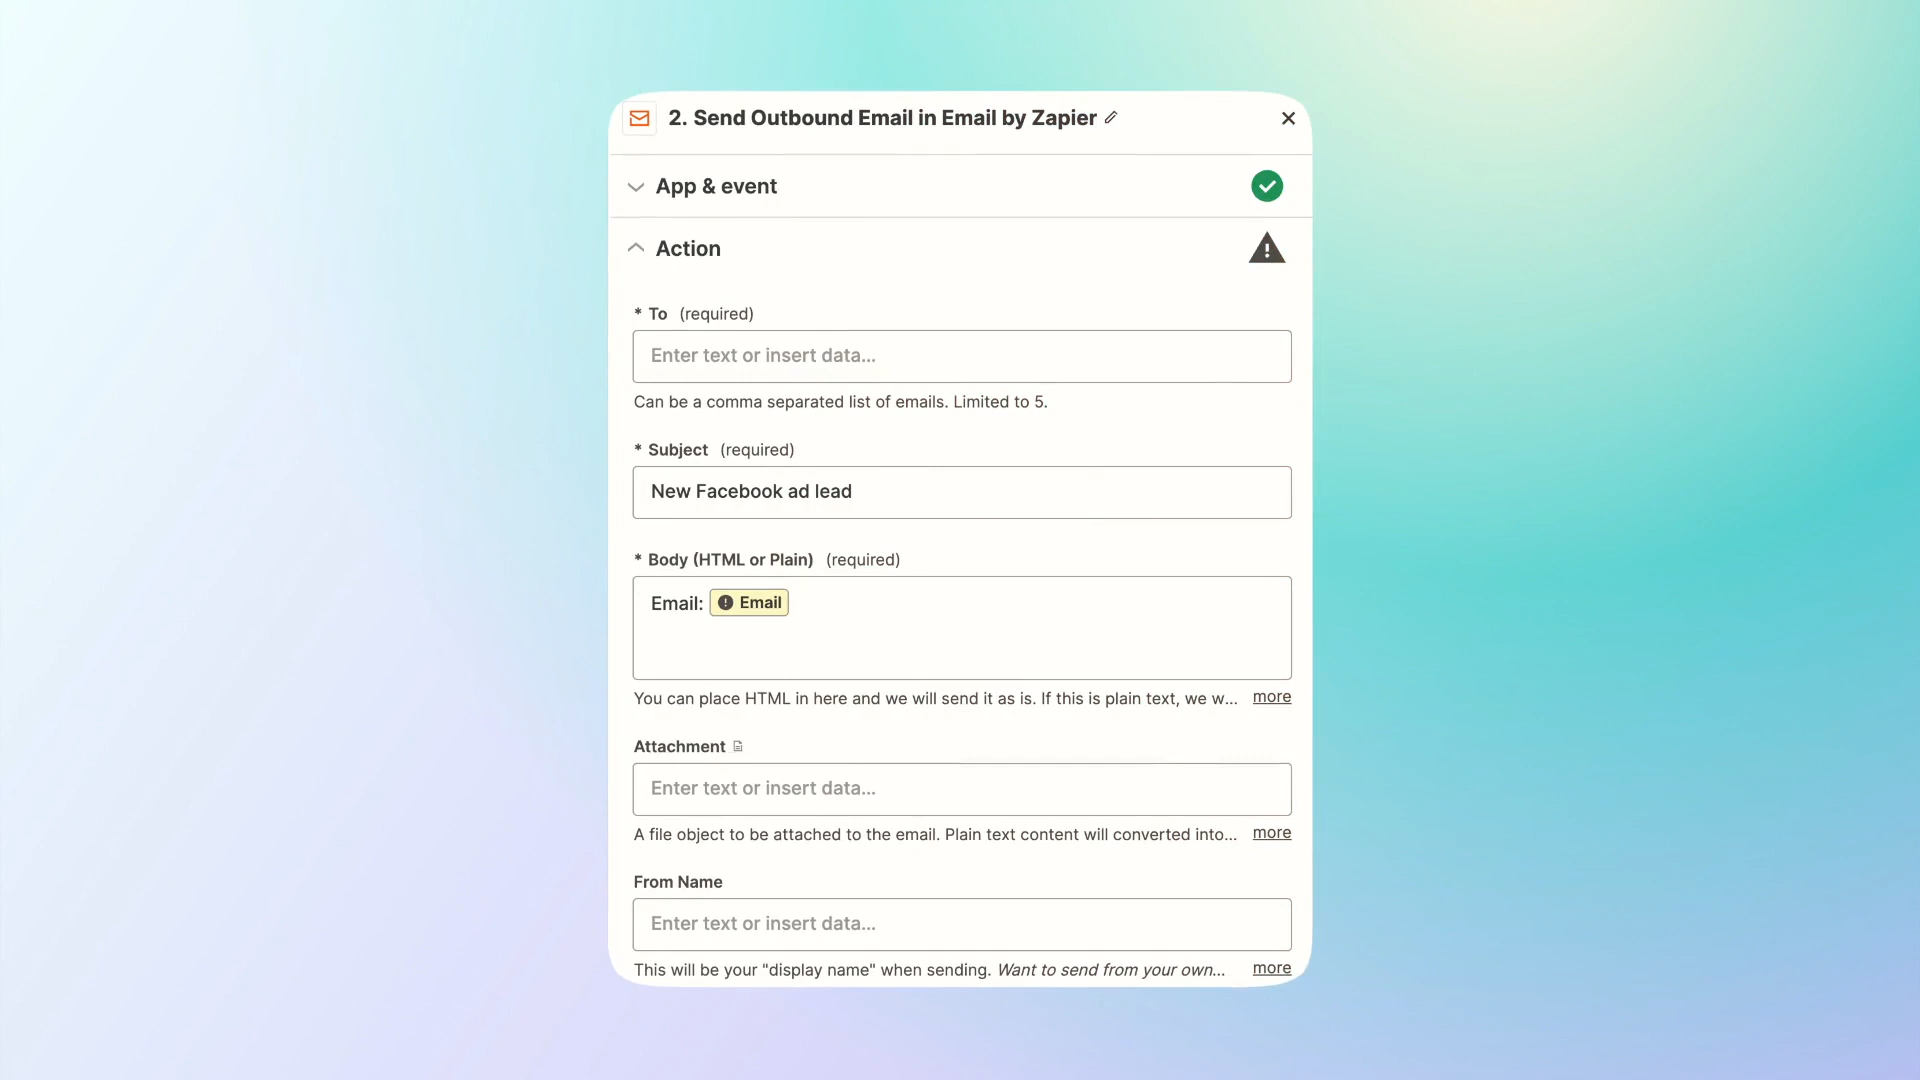 2. Send Outbound Email in Email by Zapier
App & event
Action
* To (required)
Enter text or insert data...
Can be a comma separated list of emails. Limited to 5.
* Subject (required)
New Facebook ad lead
* Body (HTML or Plain) (required)
Email: Email
You can place HTML in here and we will send it as is. If this is plain text, we w... more
Attachment
Enter text or insert data...
A file object to be attached to the email. Plain text content will converted into... more
From Name
Enter text or insert data...
This will be your "display name" when sending. Want to send from your own... more